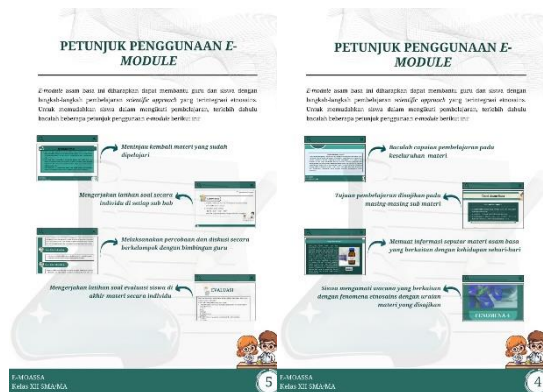 PETUNJUK PENGGUNAAN E-
MODULE
E-module asam basa ini diharapkan dapat membantu guru dan siswa dengan
langkah-langkah pembelajaran scientific approach yang terintegrasi etnosains.
Untuk memudahkan siswa dalam mengikuti pembelajaran, terlebih dahulu
bacalah beberapa petunjuk penggunaan e-module berikut ini:
Meninjau kembali materi yang sudah
dipelajari
Mengerjakan latihan soal secara
individu di setiap sub bab
Melaksanakan percobaan dan diskusi secara
berkelompok dengan bimbingan guru
Mengerjakan latihan soal evaluasi siswa di
akhir materi secara individu
EVALUASI
E-MOASSA
Kelas XII SMA/MA
5
PETUNJUK PENGGUNAAN E-
MODULE
E-module asam basa ini diharapkan dapat membantu guru dan siswa dengan
langkah-langkah pembelajaran scientific approach yang terintegrasi etnosains.
Untuk memudahkan siswa dalam mengikuti pembelajaran, terlebih dahulu
bacalah beberapa petunjuk penggunaan e-module berikut ini:
Bacalah capaian pembelajaran pada
keseluruhan materi
Tujuan pembelajaran disajikan pada
masing-masing sub materi
Memuat informasi seputar materi asam basa
yang berkaitan dengan kehidupan sehari-hari
Siswa mengamati wacana yang berkaitan
dengan fenomena etnosains dengan uraian
materi yang disajikan
FENOMENA 1
E-MOASSA
Kelas XII SMA/MA
4